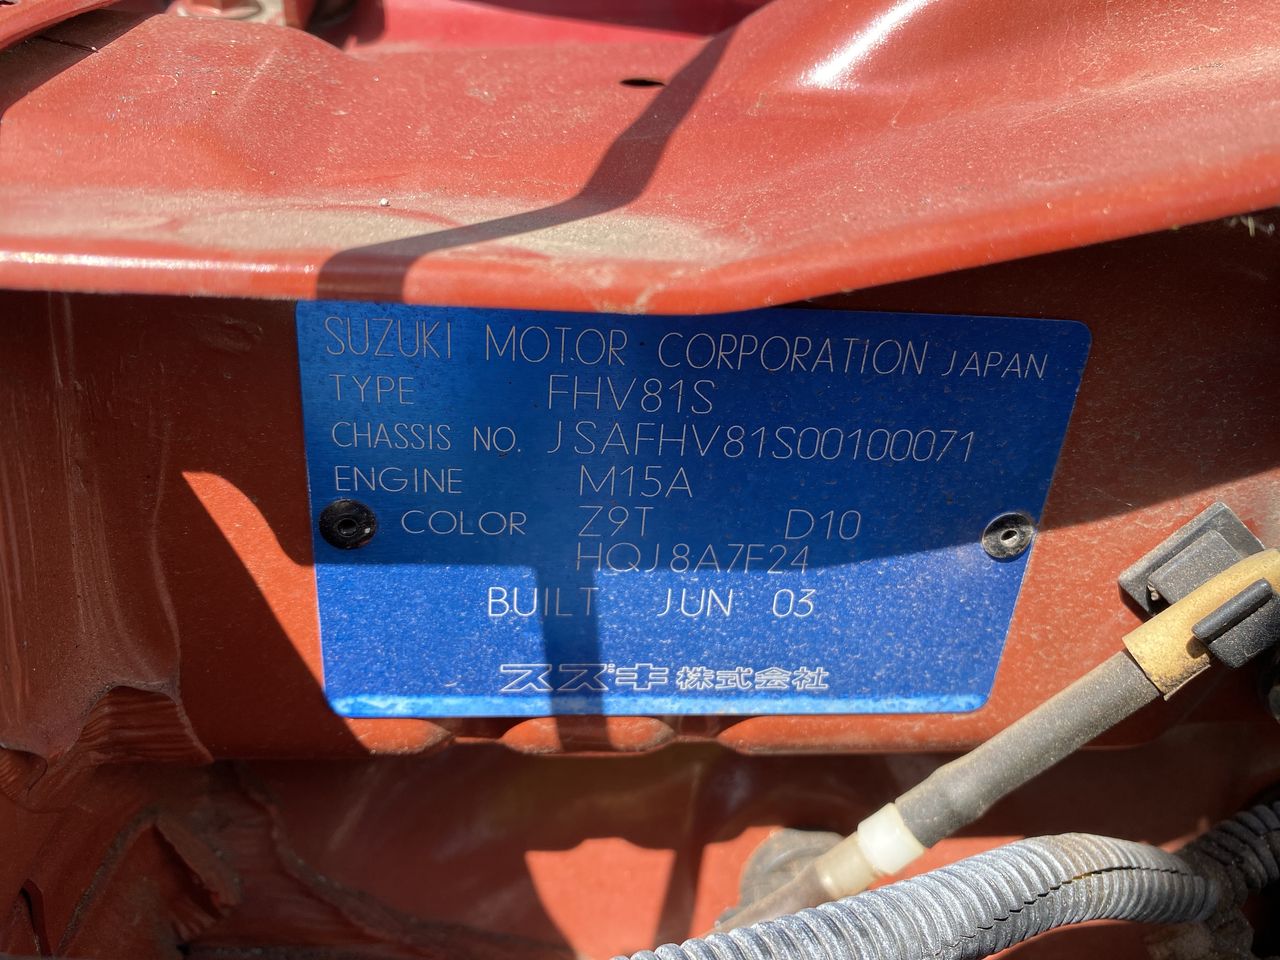 SUZUKI MOTOR CORPORATION JAPAN
TYPE FHV81S
CHASSIS NO. JSAFHV81S00100071
ENGINE M15A
COLOR Z9T D10
HQJ8A7F24
BUILT JUN 03
スズキ株式会社